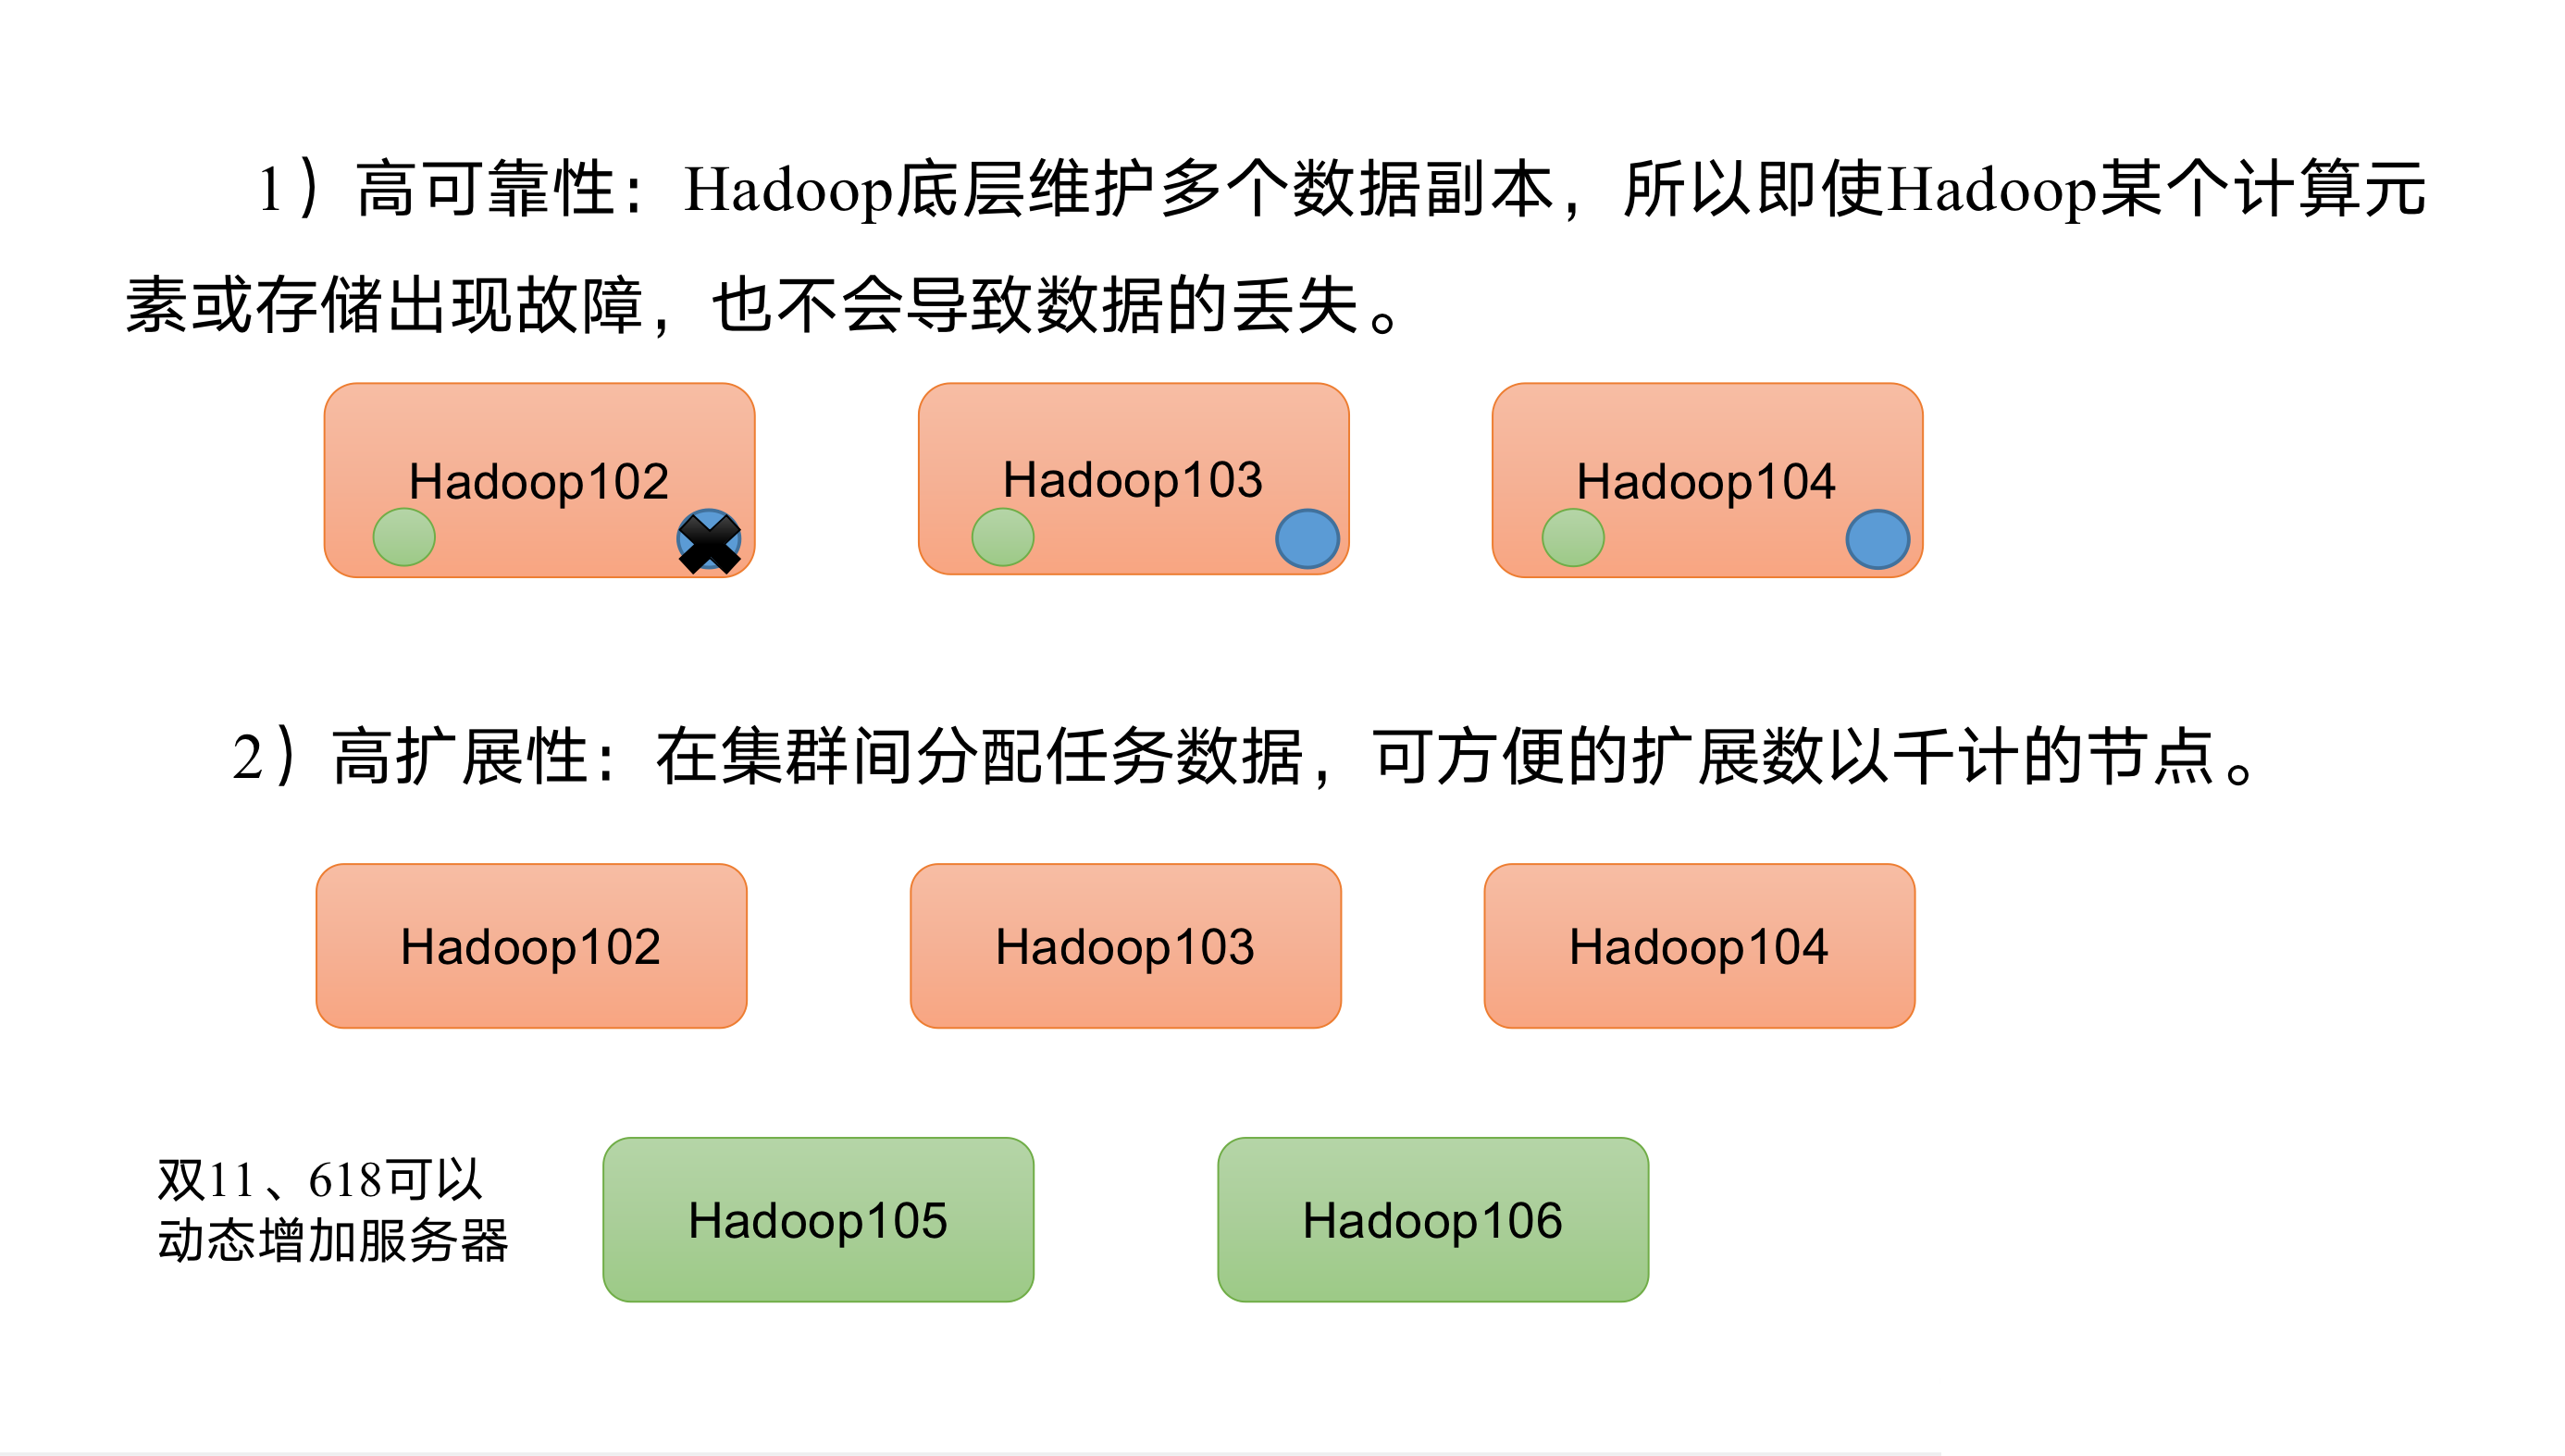 1）高可靠性：Hadoop底层维护多个数据副本，所以即使Hadoop某个计算元
素或存储出现故障，也不会导致数据的丢失。
Hadoop102
Hadoop103
Hadoop104
2）高扩展性：在集群间分配任务数据，可方便的扩展数以千计的节点。
Hadoop102
Hadoop103
Hadoop104
双11、618可以
动态增加服务器
Hadoop105
Hadoop106